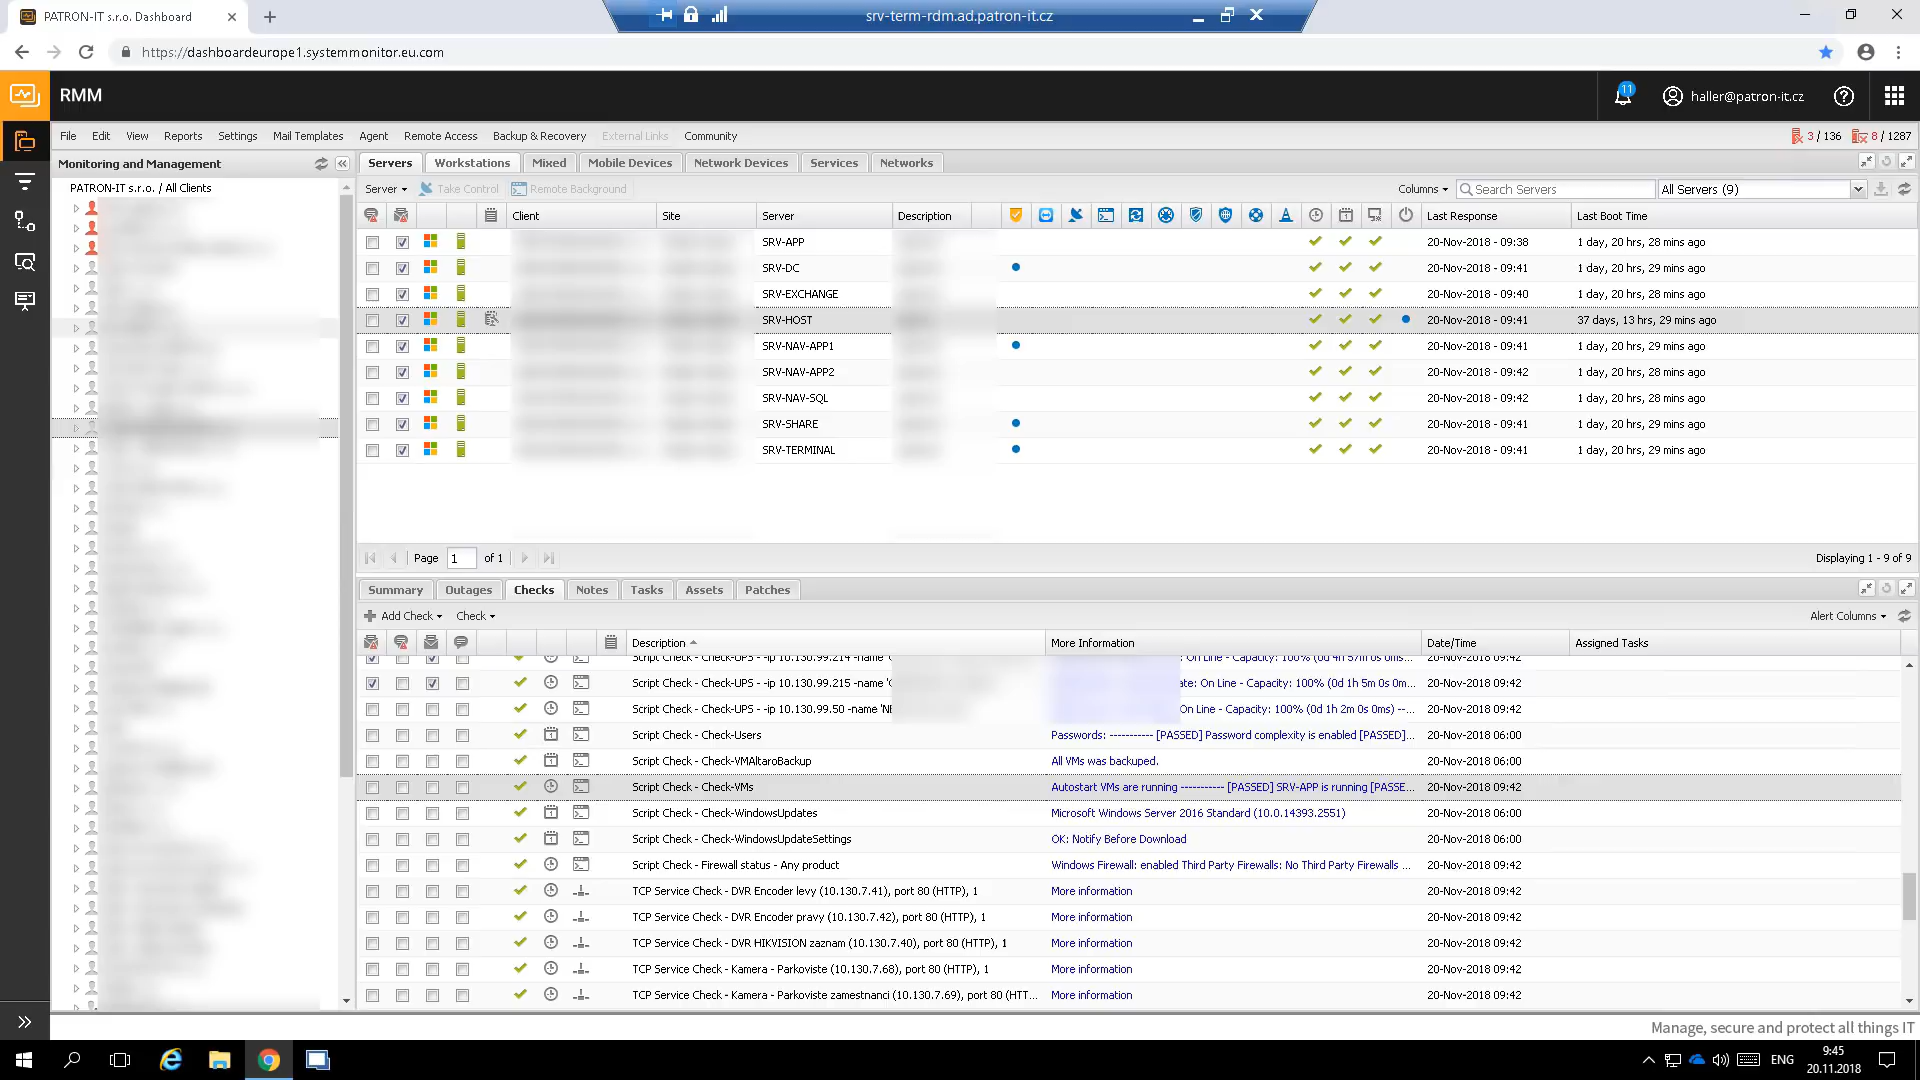 PATRON-IT s.r.o. Dashboard
srv-term-rdm.ad.patron-it.cz
https://dashboardeurope1.systemmonitor.eu.com
RMM
11
haller@patron-it.cz
File Edit View Reports Settings Mail Templates Agent Remote Access Backup & Recovery External Links Community
3 / 136 8 / 1287
Monitoring and Management
Servers Workstations Mixed Mobile Devices Network Devices Services Networks
PATRON-IT s.r.o. / All Clients
Server Take Control Remote Background Columns Search Servers All Servers (9)
Client Site Server Description Last Response Last Boot Time
SRV-APP 20-Nov-2018 - 09:38 1 day, 20 hrs, 28 mins ago
SRV-DC 20-Nov-2018 - 09:41 1 day, 20 hrs, 29 mins ago
SRV-EXCHANGE 20-Nov-2018 - 09:40 1 day, 20 hrs, 28 mins ago
SRV-HOST 20-Nov-2018 - 09:41 37 days, 13 hrs, 29 mins ago
SRV-NAV-APP1 20-Nov-2018 - 09:41 1 day, 20 hrs, 29 mins ago
SRV-NAV-APP2 20-Nov-2018 - 09:42 1 day, 20 hrs, 28 mins ago
SRV-NAV-SQL 20-Nov-2018 - 09:42 1 day, 20 hrs, 28 mins ago
SRV-SHARE 20-Nov-2018 - 09:41 1 day, 20 hrs, 29 mins ago
SRV-TERMINAL 20-Nov-2018 - 09:41 1 day, 20 hrs, 29 mins ago
Page 1 of 1 Displaying 1 - 9 of 9
Summary Outages Checks Notes Tasks Assets Patches
Add Check Check Alert Columns
Description More Information Date/Time Assigned Tasks
Script Check - Check-UPS - -ip 10.130.99.214 -name ' : On Line - Capacity: 100% (0d 4h 57m 0s 0ms... 20-Nov-2018 09:42
Script Check - Check-UPS - -ip 10.130.99.215 -name ' ate: On Line - Capacity: 100% (0d 1h 5m 0s 0m... 20-Nov-2018 09:42
Script Check - Check-UPS - -ip 10.130.99.50 -name ' On Line - Capacity: 100% (0d 1h 2m 0s 0ms) --... 20-Nov-2018 09:42
Script Check - Check-Users Passwords: ----------- [PASSED] Password complexity is enabled [PASSED]... 20-Nov-2018 06:00
Script Check - Check-VMAltaroBackup All VMs was backuped. 20-Nov-2018 06:00
Script Check - Check-VMs Autostart VMs are running ----------- [PASSED] SRV-APP is running [PASSE... 20-Nov-2018 09:42
Script Check - Check-WindowsUpdates Microsoft Windows Server 2016 Standard (10.0.14393.2551) 20-Nov-2018 06:00
Script Check - Check-WindowsUpdateSettings OK: Notify Before Download 20-Nov-2018 06:00
Script Check - Firewall status - Any product Windows Firewall: enabled Third Party Firewalls: No Third Party Firewalls ... 20-Nov-2018 09:42
TCP Service Check - DVR Encoder levy (10.130.7.41), port 80 (HTTP), 1 More information 20-Nov-2018 09:42
TCP Service Check - DVR Encoder pravy (10.130.7.42), port 80 (HTTP), 1 More information 20-Nov-2018 09:42
TCP Service Check - DVR HIKVISION zaznam (10.130.7.40), port 80 (HTTP), 1 More information 20-Nov-2018 09:42
TCP Service Check - Kamera - Parkoviste (10.130.7.68), port 80 (HTTP), 1 More information 20-Nov-2018 09:42
TCP Service Check - Kamera - Parkoviste zamestnanci (10.130.7.69), port 80 (HTT... More information 20-Nov-2018 09:42
Manage, secure and protect all things IT
ENG
9:45
20.11.2018